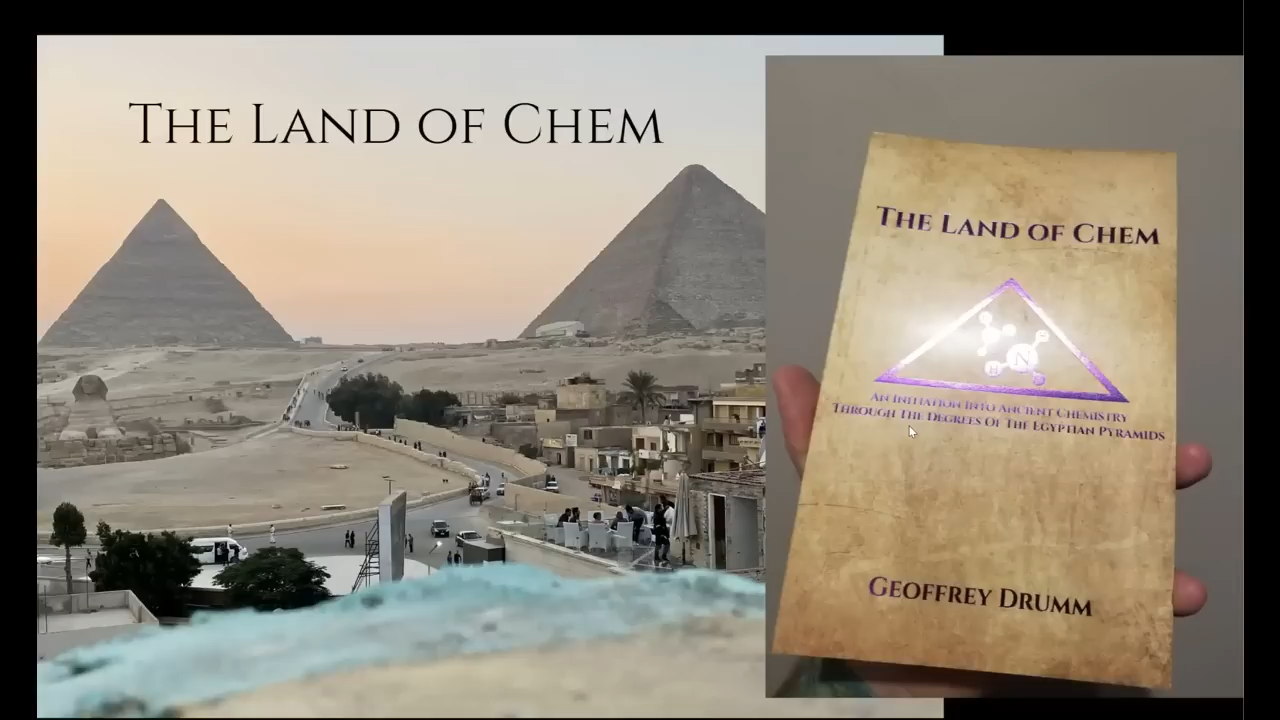 THE LAND OF CHEM
THE LAND OF CHEM
N
H
AN INITIATION INTO ANCIENT CHEMISTRY
THROUGH THE DEGREES OF THE EGYPTIAN PYRAMIDS
GEOFFREY DRUMM